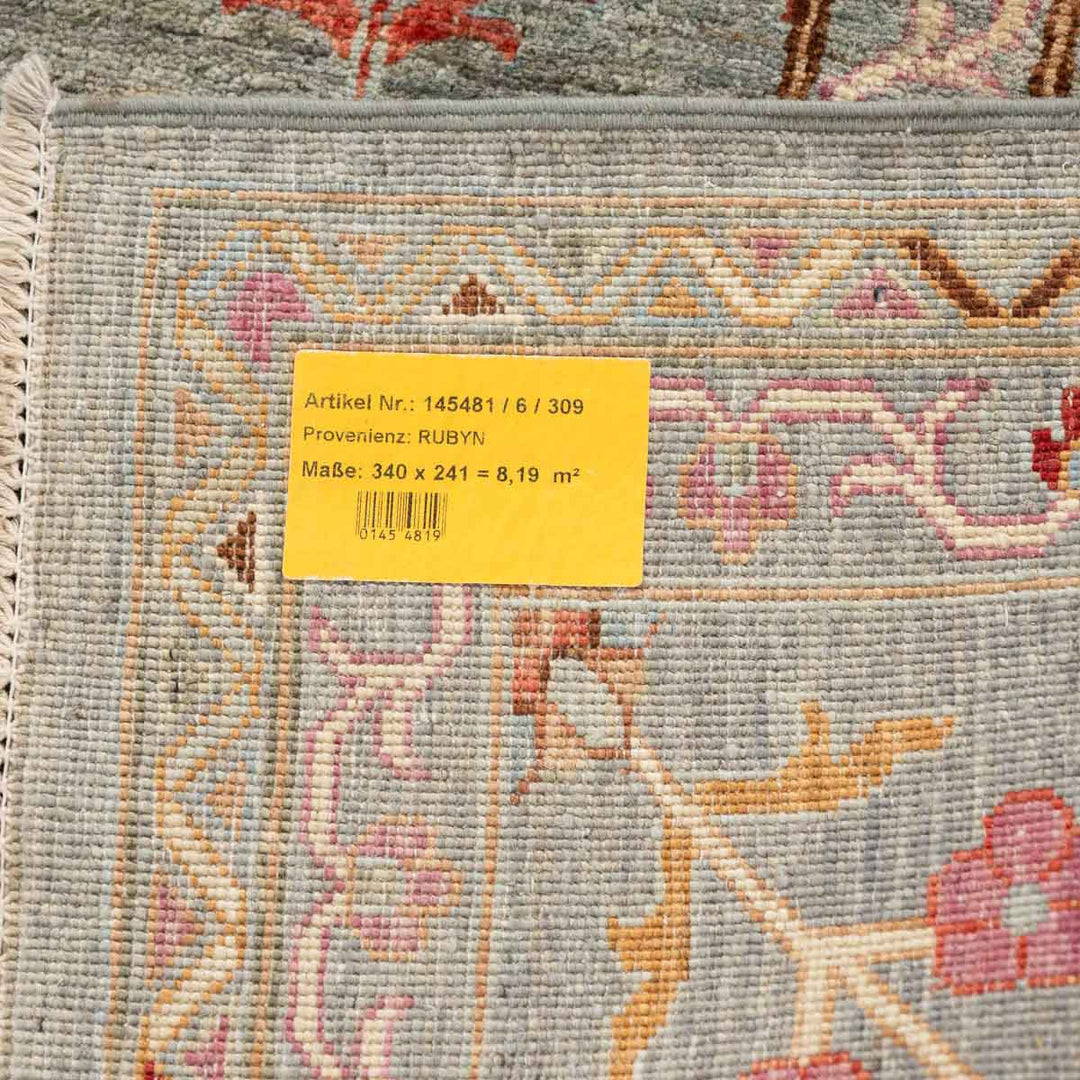 Artikel Nr.: 145481 / 6 / 309
Provenienz: RUBYN
Maße: 340 x 241 = 8,19 m²
0145 4819